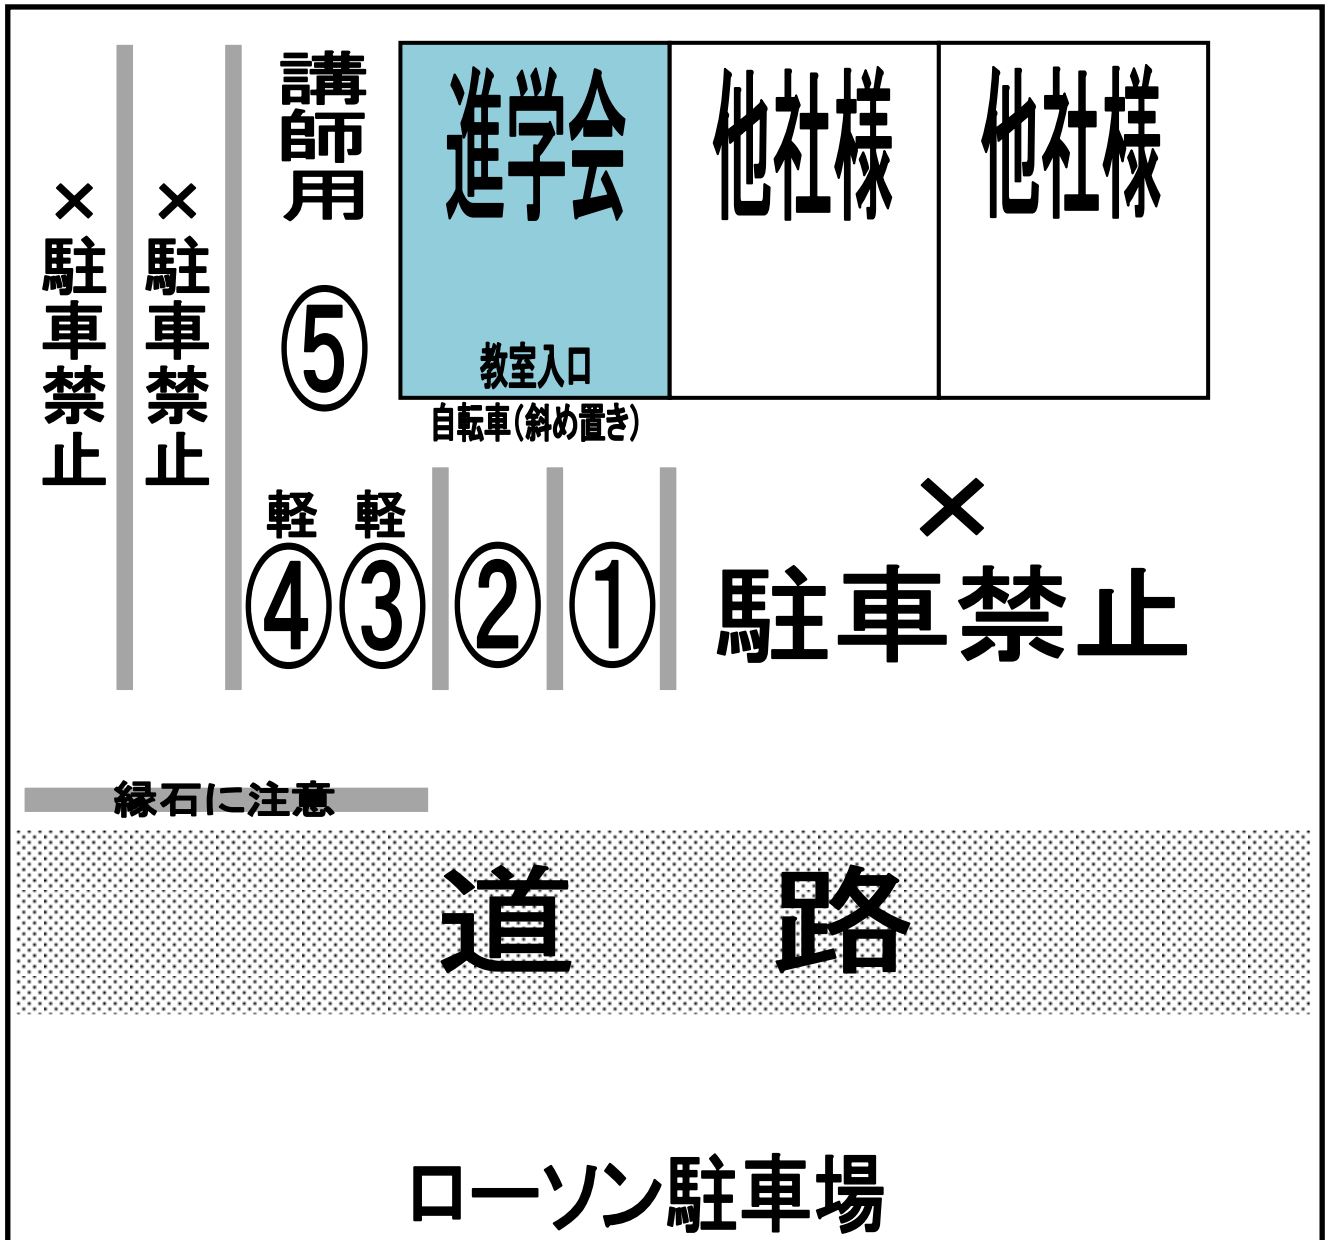 ×駐車禁止
×駐車禁止
講師用
⑤
進学会
他社様
他社様
教室入口
自転車(斜め置き)
軽
軽
④
③
②
①
×
駐車禁止
縁石に注意
道路
ローソン駐車場